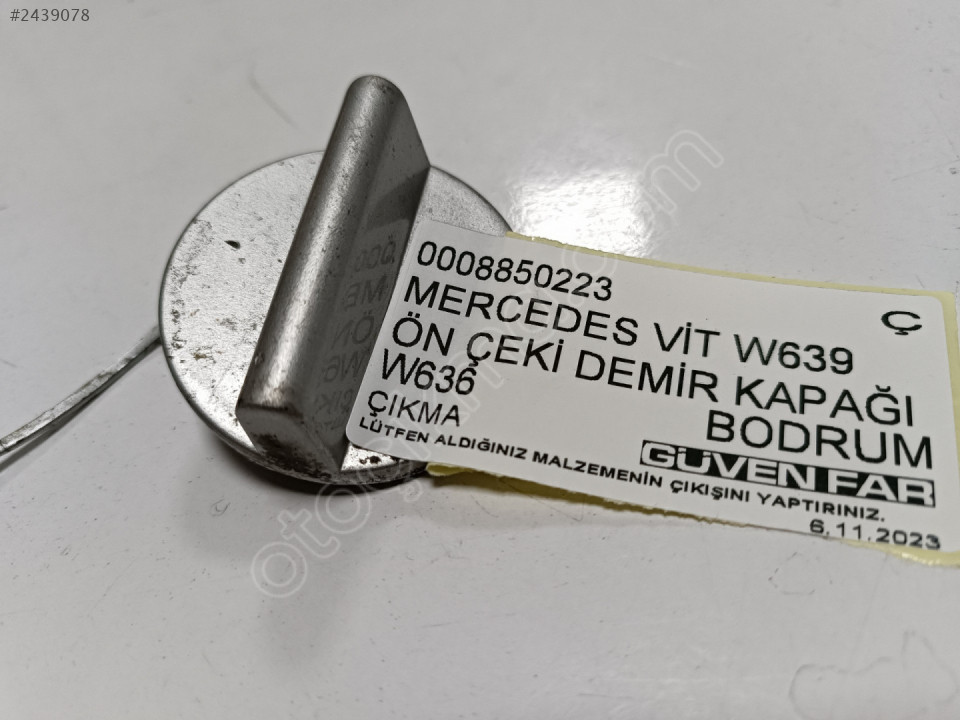 #2439078
0008850223
Ç
MERCEDES VİT W639
ÖN ÇEKİ DEMİR KAPAĞI
W636
BODRUM
ÇIKMA
GÜVEN FAR
LÜTFEN ALDIĞINIZ MALZEMENİN ÇIKIŞINI YAPTIRINIZ.
6.11.2023